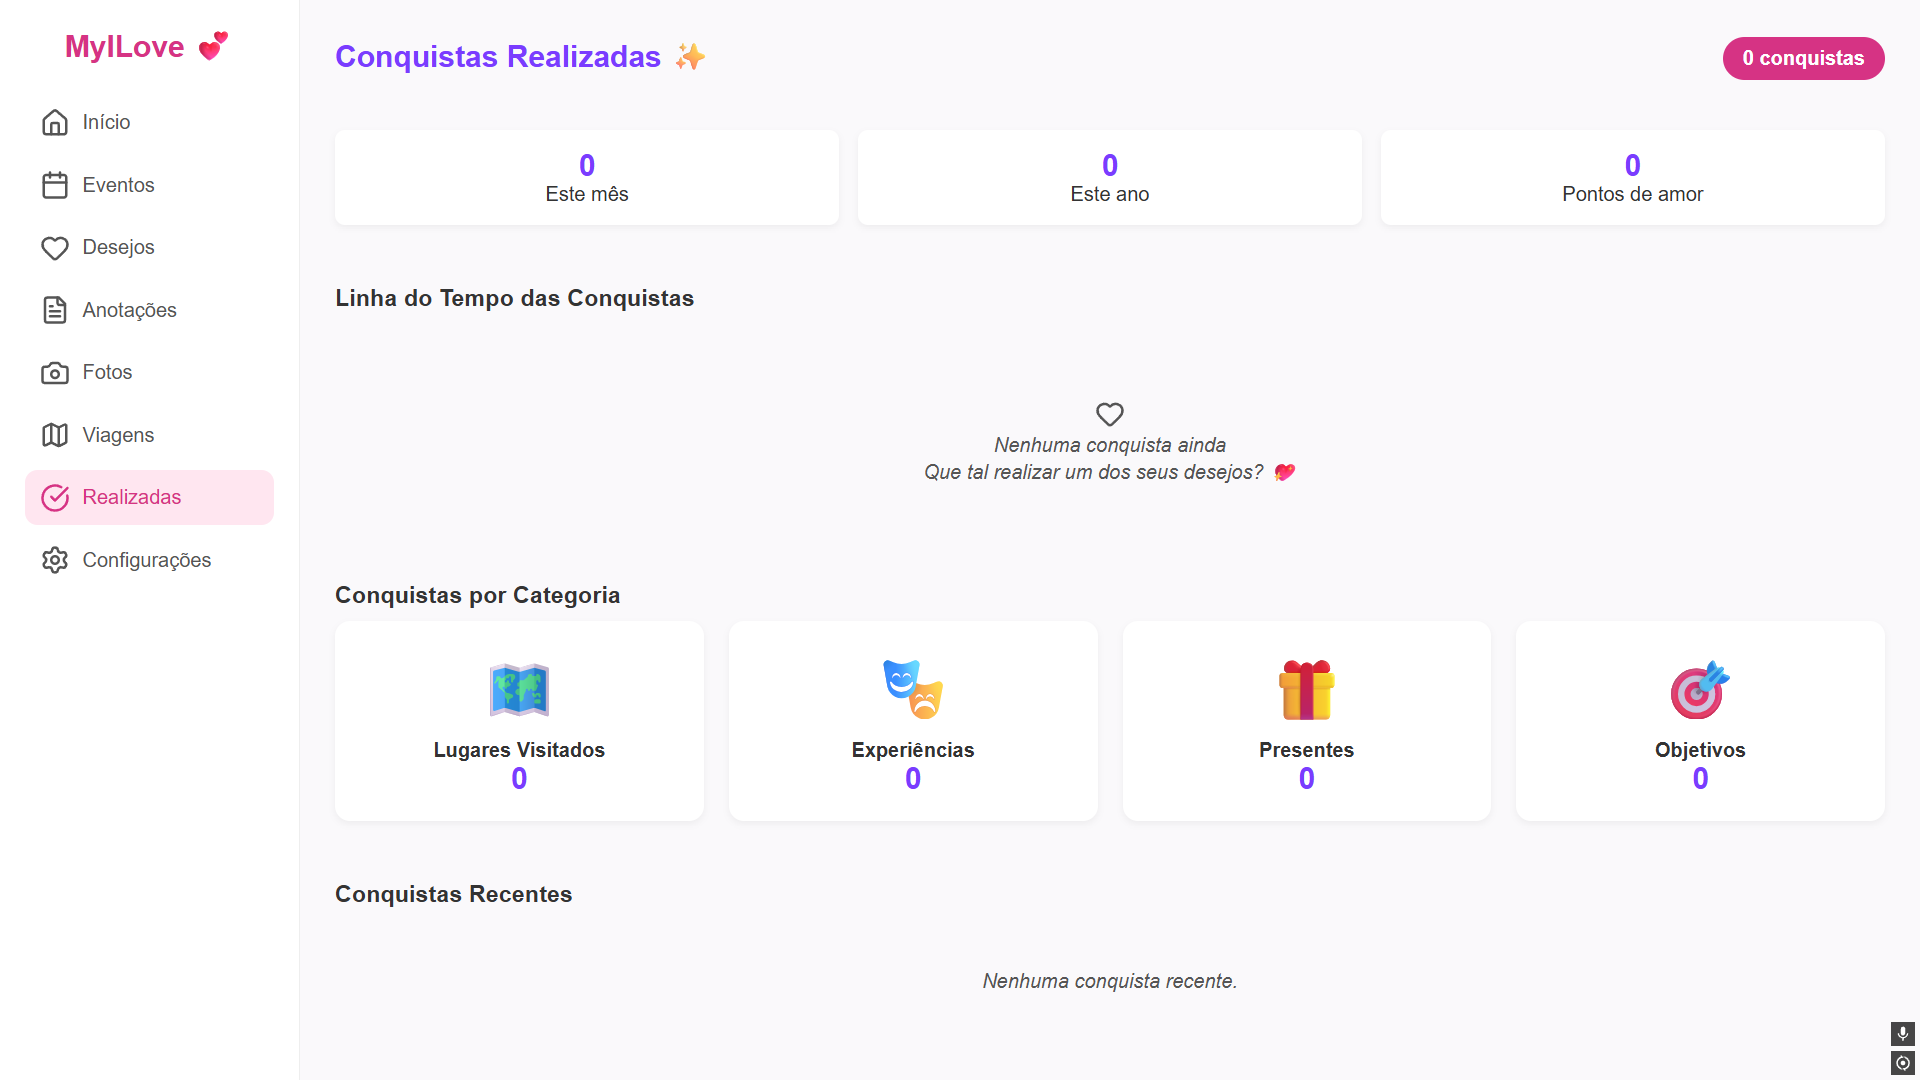 MyILove 💕
Início
Eventos
Desejos
Anotações
Fotos
Viagens
Realizadas
Configurações
Conquistas Realizadas ✨
0 conquistas
0
Este mês
0
Este ano
0
Pontos de amor
Linha do Tempo das Conquistas
Nenhuma conquista ainda
Que tal realizar um dos seus desejos? 💖
Conquistas por Categoria
Lugares Visitados
0
Experiências
0
Presentes
0
Objetivos
0
Conquistas Recentes
Nenhuma conquista recente.